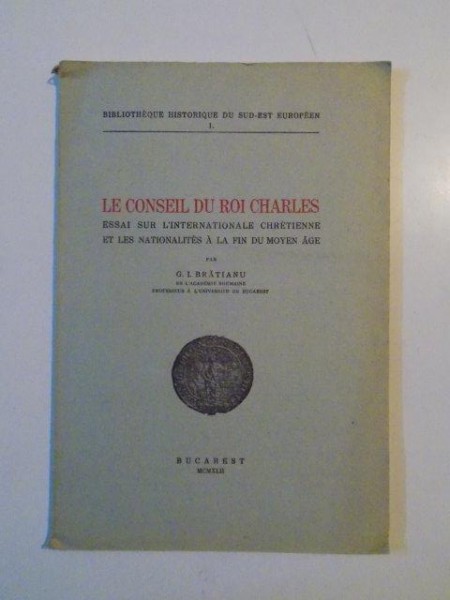 BIBLIOTHÈQUE HISTORIQUE DU SUD-EST EUROPÉEN
1.
LE CONSEIL DU ROI CHARLES
ESSAI SUR L'INTERNATIONALE CHRÉTIENNE
ET LES NATIONALITÉS À LA FIN DU MOYEN ÂGE
PAR
G. I. BRĂTIANU
DE L'ACADÉMIE ROUMAINE
PROFESSEUR À L'UNIVERSITÉ DE BUCAREST
BUCAREST
MCMXLII